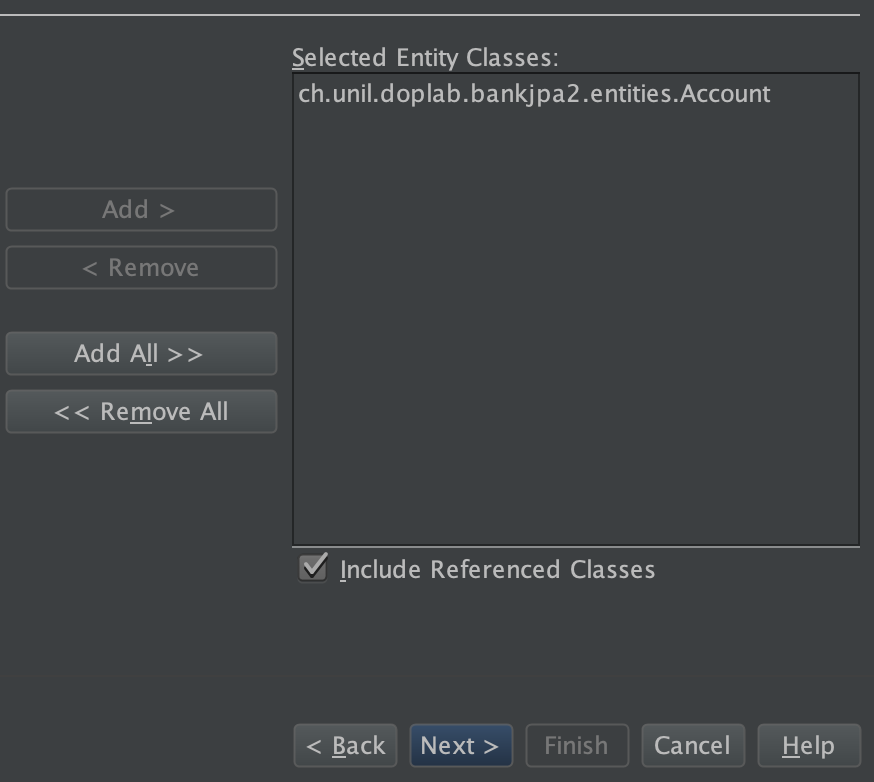 Selected Entity Classes:
ch.unil.doplab.bankjpa2.entities.Account
Add >
< Remove
Add All >>
<< Remove All
Include Referenced Classes
< Back Next > Finish Cancel Help